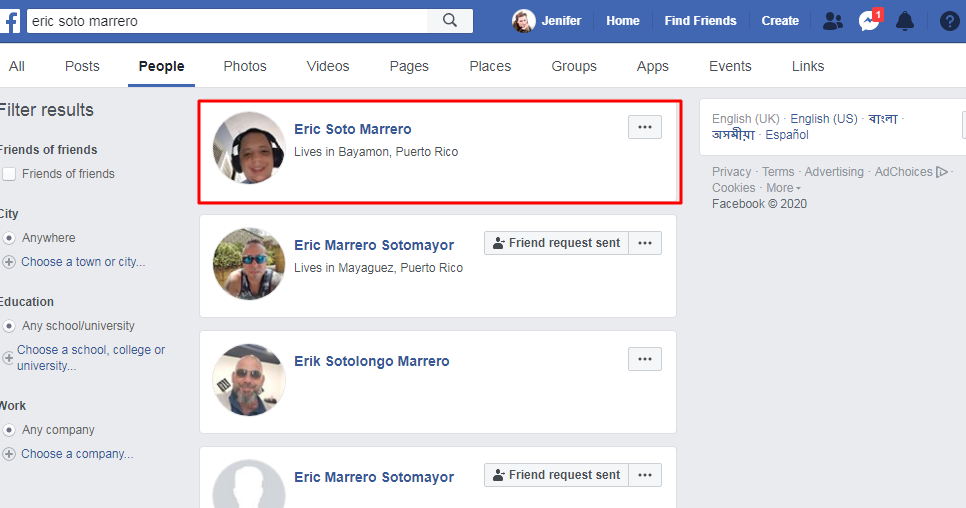 f eric soto marrero Jenifer Home Find Friends Create 1 ?
All Posts People Photos Videos Pages Places Groups Apps Events Links
Filter results
Friends of friends
Friends of friends
City
Anywhere
Choose a town or city...
Education
Any school/university
Choose a school, college or
university...
Work
Any company
Choose a company...
Eric Soto Marrero
Lives in Bayamon, Puerto Rico
Eric Marrero Sotomayor Friend request sent
Lives in Mayaguez, Puerto Rico
Erik Sotolongo Marrero
Eric Marrero Sotomayor Friend request sent
English (UK) · English (US) · বাংলা ·
অসমীয়া · Español
Privacy · Terms · Advertising · AdChoices ·
Cookies · More
Facebook © 2020